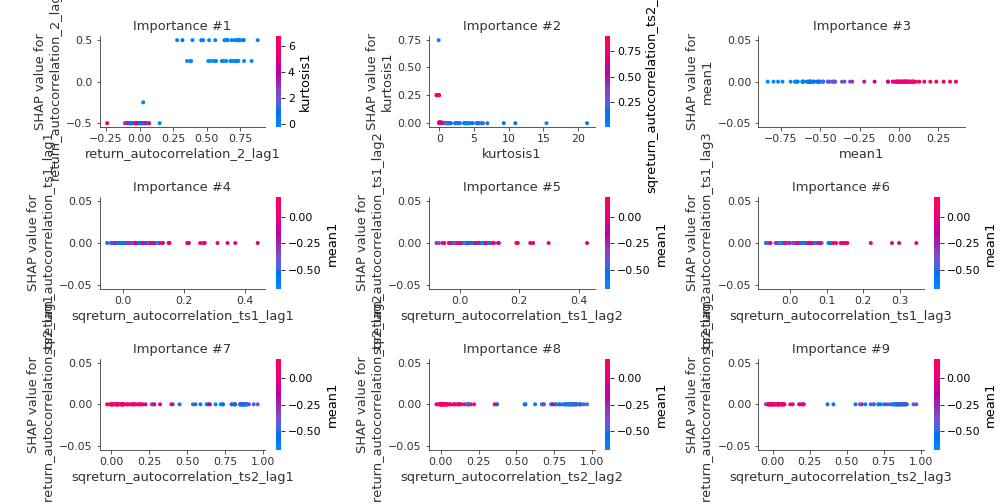 Importance #1
SHAP value for
return_autocorrelation_2_lag1
0.5
0.0
−0.5
−0.25 0.00 0.25 0.50 0.75
return_autocorrelation_2_lag1
6
4
2
0
kurtosis1
Importance #2
SHAP value for
kurtosis1
0.75
0.50
0.25
0.00
0 5 10 15 20
kurtosis1
0.75
0.50
0.25
sqreturn_autocorrelation_ts2_
Importance #3
SHAP value for
mean1
0.05
0.00
−0.05
−0.75 −0.50 −0.25 0.00 0.25
mean1
Importance #4
SHAP value for
return_autocorrelation_ts1_lag1
0.05
0.00
−0.05
0.0 0.2 0.4
sqreturn_autocorrelation_ts1_lag1
0.00
−0.25
−0.50
mean1
Importance #5
SHAP value for
return_autocorrelation_ts1_lag2
0.05
0.00
−0.05
0.0 0.2 0.4
sqreturn_autocorrelation_ts1_lag2
0.00
−0.25
−0.50
mean1
Importance #6
SHAP value for
return_autocorrelation_ts1_lag3
0.05
0.00
−0.05
0.0 0.1 0.2 0.3
sqreturn_autocorrelation_ts1_lag3
0.00
−0.25
−0.50
mean1
Importance #7
SHAP value for
return_autocorrelation_ts2_lag1
0.05
0.00
−0.05
0.00 0.25 0.50 0.75 1.00
sqreturn_autocorrelation_ts2_lag1
0.00
−0.25
−0.50
mean1
Importance #8
SHAP value for
return_autocorrelation_ts2_lag2
0.05
0.00
−0.05
0.00 0.25 0.50 0.75 1.00
sqreturn_autocorrelation_ts2_lag2
0.00
−0.25
−0.50
mean1
Importance #9
SHAP value for
return_autocorrelation_ts2_lag3
0.05
0.00
−0.05
0.00 0.25 0.50 0.75 1.00
sqreturn_autocorrelation_ts2_lag3
0.00
−0.25
−0.50
mean1